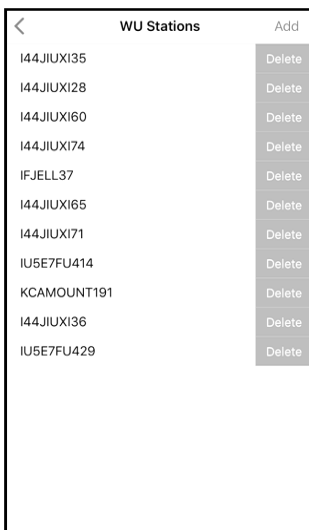 WU Stations Add
I44JIUXI35 Delete
I44JIUXI28 Delete
I44JIUXI60 Delete
I44JIUXI74 Delete
IFJELL37 Delete
I44JIUXI65 Delete
I44JIUXI71 Delete
IU5E7FU414 Delete
KCAMOUNT191 Delete
I44JIUXI36 Delete
IU5E7FU429 Delete